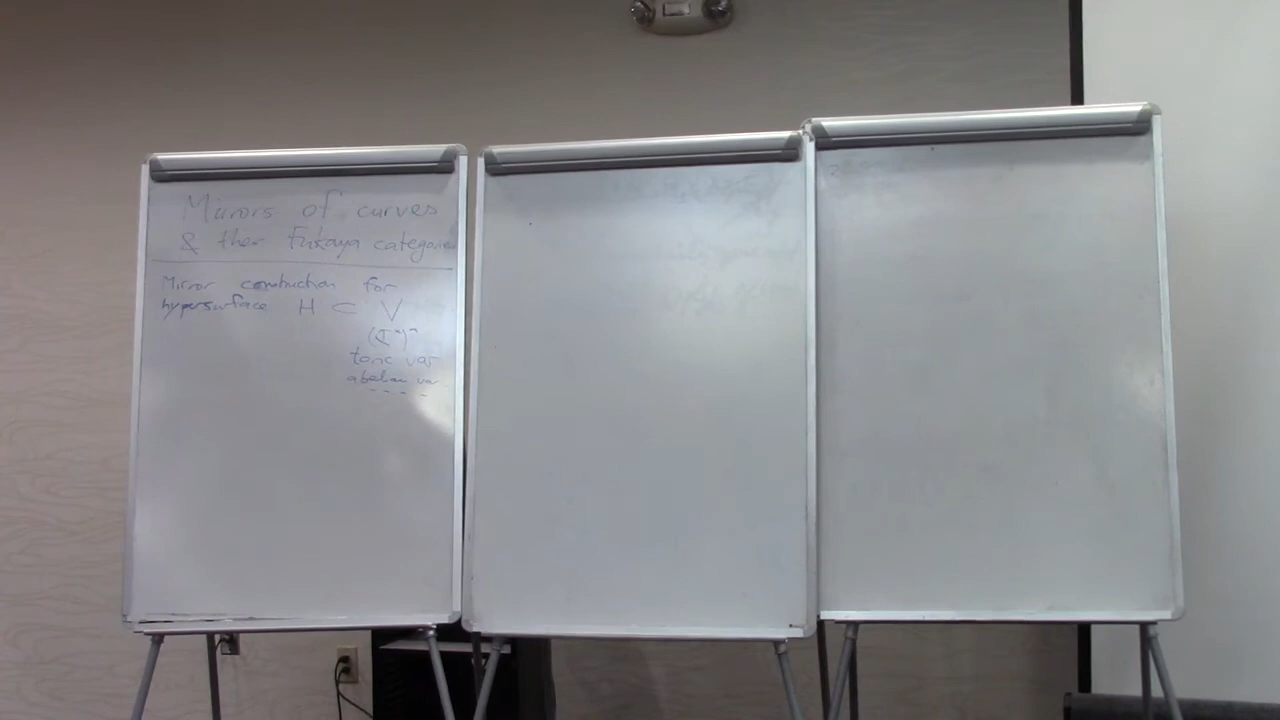 Mirrors of curves
& their Fukaya categories
Mirror construction for
hypersurface H ⊂ V
(ℂ*)ⁿ
toric var
abelian var